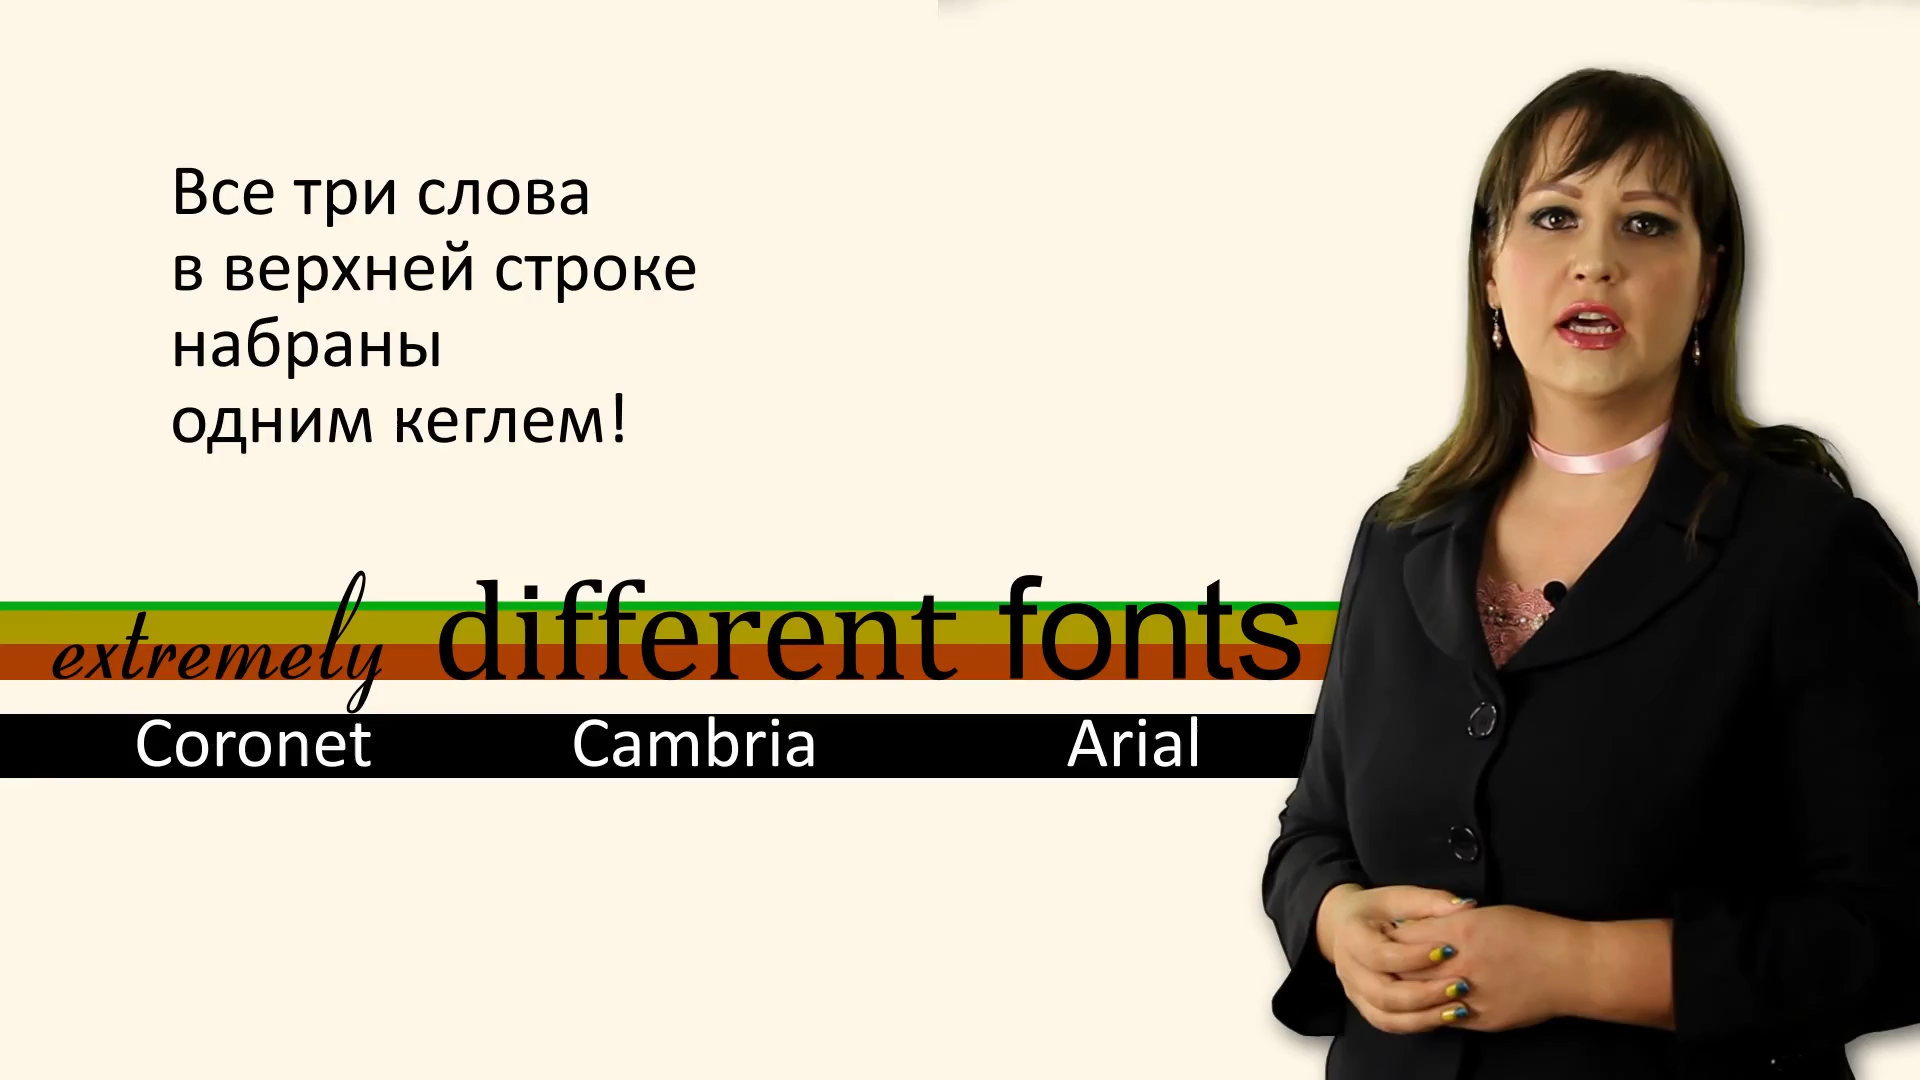 Все три слова
в верхней строке
набраны
одним кеглем!
extremely different fonts
Coronet Cambria Arial